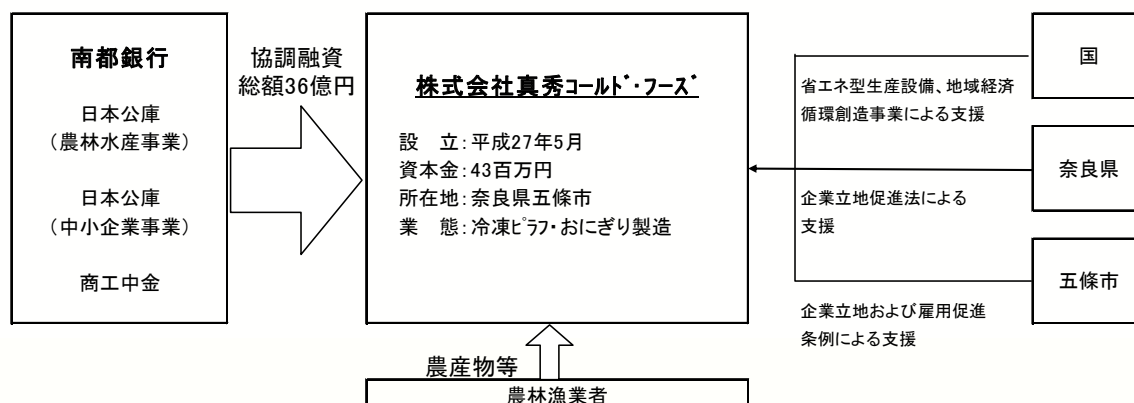 南都銀行
日本公庫
（農林水産事業）
日本公庫
（中小企業事業）
商工中金
協調融資
総額36億円
株式会社真秀ｺｰﾙﾄﾞ・ﾌｰｽﾞ
設　立：平成27年5月
資本金：43百万円
所在地：奈良県五條市
業　態：冷凍ﾋﾟﾗﾌ・おにぎり製造
国
省エネ型生産設備、地域経済
循環創造事業による支援
奈良県
企業立地促進法による
支援
五條市
企業立地および雇用促進
条例による支援
農産物等
農林漁業者